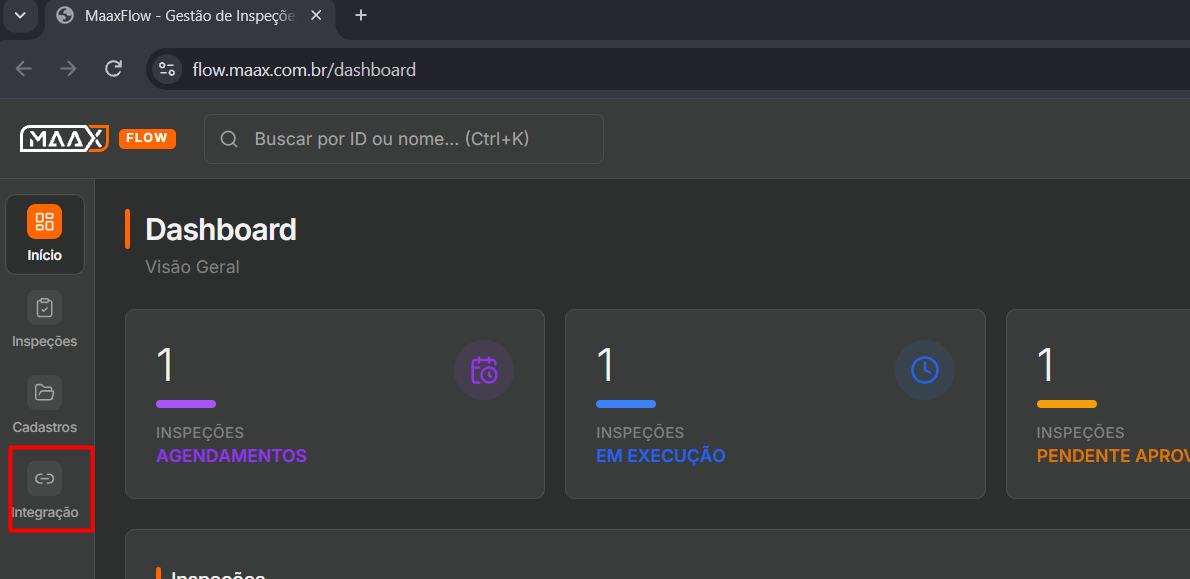 MaaxFlow - Gestão de Inspeçõe
flow.maax.com.br/dashboard
MAAX FLOW
Buscar por ID ou nome... (Ctrl+K)
Início
Inspeções
Cadastros
Integração
Dashboard
Visão Geral
1
INSPEÇÕES
AGENDAMENTOS
1
INSPEÇÕES
EM EXECUÇÃO
1
INSPEÇÕES
PENDENTE APROV
Inspeções